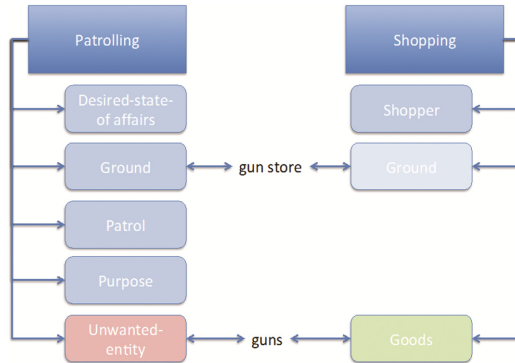 Patrolling
Shopping
Desired-state-
of affairs
Shopper
Ground
gun store
Ground
Patrol
Purpose
Unwanted-
entity
guns
Goods